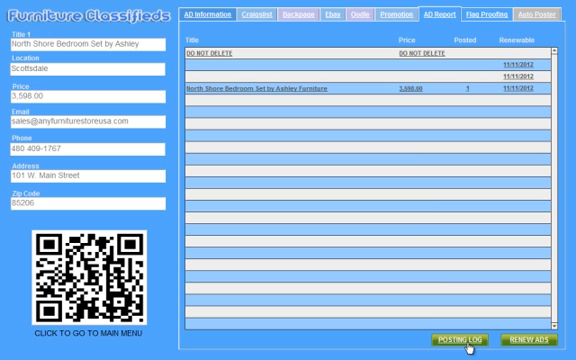 Furniture Classifieds
AD Information
Craigslist
Backpage
Ebay
Oodle
Promotion
AD Report
Flag Proofing
Auto Poster
Title 1
North Shore Bedroom Set by Ashley
Location
Scottsdale
Price
3,598.00
Email
sales@anyfurniturestoreusa.com
Phone
480 409-1767
Address
101 W. Main Street
Zip Code
85206
CLICK TO GO TO MAIN MENU
Title Price Posted Renewable
DO NOT DELETE DO NOT DELETE
11/11/2012
11/11/2012
North Shore Bedroom Set by Ashley Furniture 3,598.00 1 11/11/2012
POSTING LOG
RENEW ADS